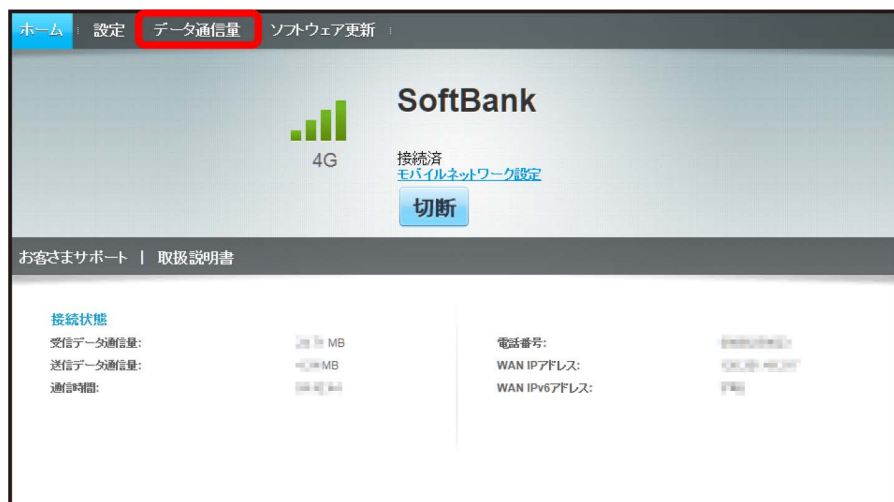 ホーム 設定 データ通信量 ソフトウェア更新
SoftBank
4G
接続済
モバイルネットワーク設定
切断
お客さまサポート | 取扱説明書
接続状態
受信データ通信量: MB
送信データ通信量: MB
通信時間:
電話番号:
WAN IPアドレス:
WAN IPv6アドレス: